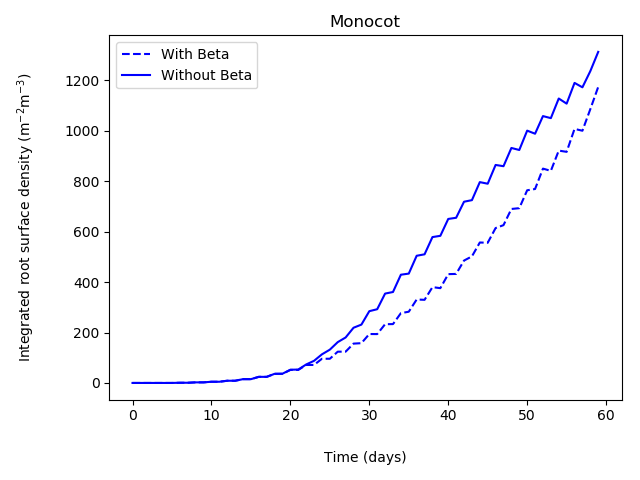 Monocot
With Beta
Without Beta
Integrated root surface density (m⁻²m⁻³)
1200
1000
800
600
400
200
0
0 10 20 30 40 50 60
Time (days)